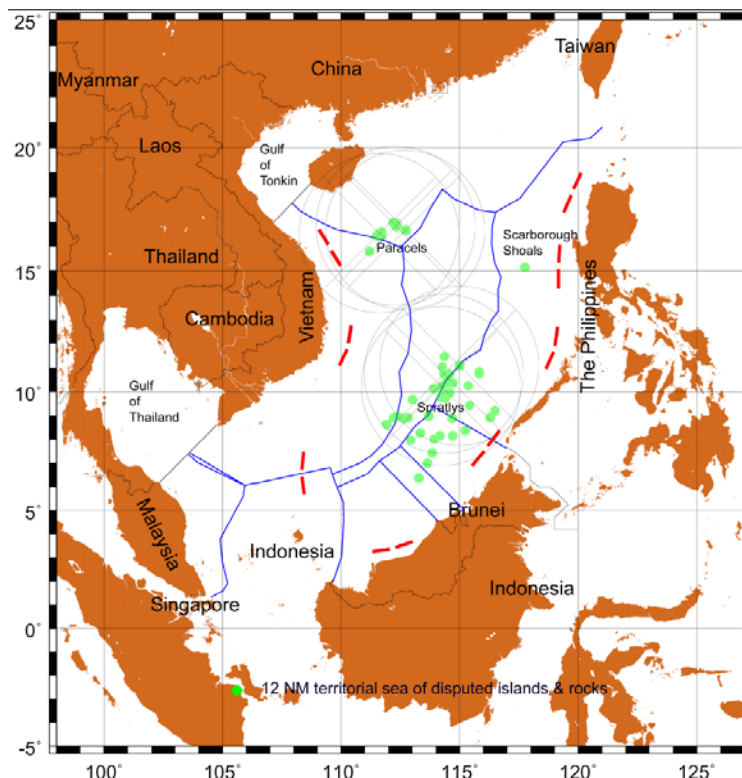 25°
20°
15°
10°
5°
0°
-5°
100°
105°
110°
115°
120°
125°
Taiwan
China
Myanmar
Laos
Gulf
of
Tonkin
Paracels
Scarborough
Shoals
Thailand
Vietnam
Cambodia
The Philippines
Gulf
of
Thailand
Spratlys
Malaysia
Brunei
Indonesia
Indonesia
Singapore
12 NM territorial sea of disputed islands & rocks